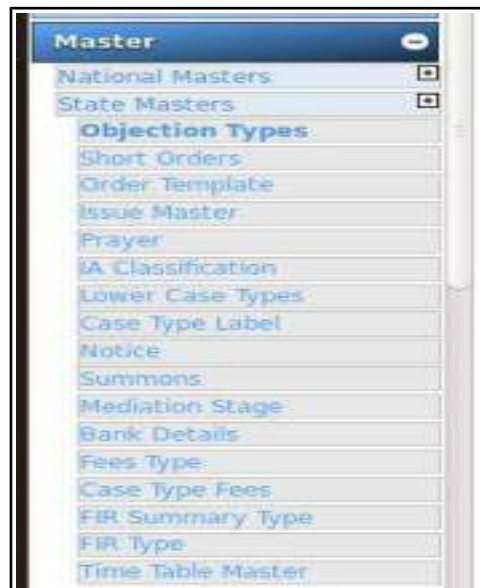 Master
National Masters
State Masters
Objection Types
Short Orders
Order Template
Issue Master
Prayer
IA Classification
Lower Case Types
Case Type Label
Notice
Summons
Mediation Stage
Bank Details
Fees Type
Case Type Fees
FIR Summary Type
FIR Type
Time Table Master